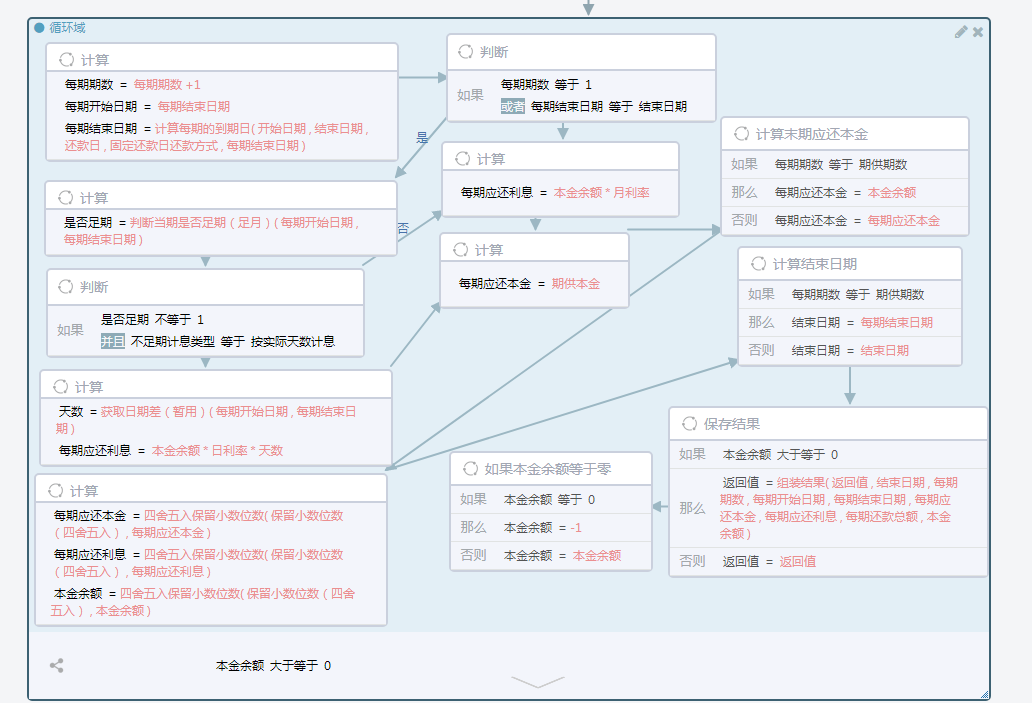 循环域
计算
每期期数 = 每期期数 +1
每期开始日期 = 每期结束日期
每期结束日期 = 计算每期的到期日( 开始日期 , 结束日期 ,
还款日 , 固定还款日还款方式 , 每期结束日期 )
判断
如果
每期期数 等于 1
或者 每期结束日期 等于 结束日期
是
计算
每期应还利息 = 本金余额 * 月利率
计算末期应还本金
如果 每期期数 等于 期供期数
那么 每期应还本金 = 本金余额
否则 每期应还本金 = 每期应还本金
计算
是否足期 = 判断当期是否足期 ( 足月 ) ( 每期开始日期 ,
每期结束日期 )
否
计算
每期应还本金 = 期供本金
计算结束日期
如果 每期期数 等于 期供期数
那么 结束日期 = 每期结束日期
否则 结束日期 = 结束日期
判断
如果
是否足期 不等于 1
并且 不足期计息类型 等于 按实际天数计息
计算
天数 = 获取日期差 ( 暂用 ) ( 每期开始日期 , 每期结束日
期 )
每期应还利息 = 本金余额 * 日利率 * 天数
保存结果
如果 本金余额 大于等于 0
那么
返回值 = 组装结果( 返回值 , 结束日期 , 每期
期数 , 每期开始日期 , 每期结束日期 , 每期应
还本金 , 每期应还利息 , 每期还款总额 , 本金
余额 )
否则 返回值 = 返回值
如果本金余额等于零
如果 本金余额 等于 0
那么 本金余额 = -1
否则 本金余额 = 本金余额
计算
每期应还本金 = 四舍五入保留小数位数( 保留小数位数
( 四舍五入 ) , 每期应还本金 )
每期应还利息 = 四舍五入保留小数位数( 保留小数位数
( 四舍五入 ) , 每期应还利息 )
本金余额 = 四舍五入保留小数位数( 保留小数位数 ( 四舍
五入 ) , 本金余额 )
本金余额 大于等于 0